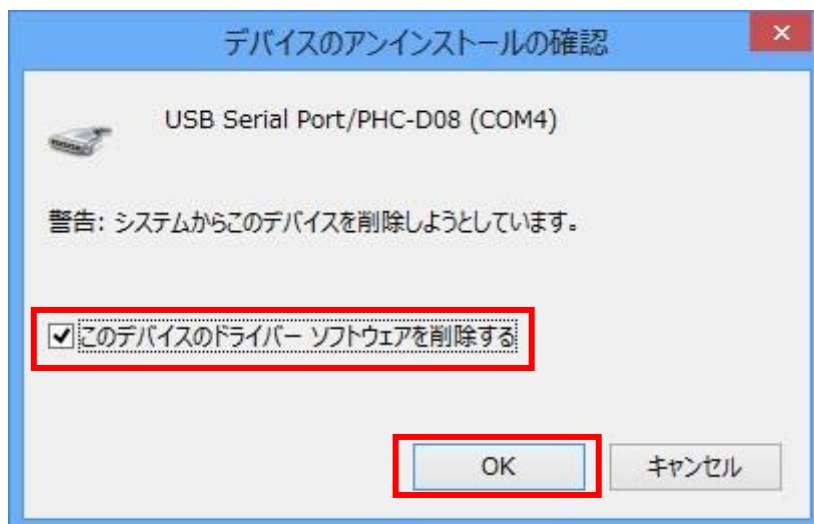 デバイスのアンインストールの確認
USB Serial Port/PHC-D08 (COM4)
警告: システムからこのデバイスを削除しようとしています。
このデバイスのドライバー ソフトウェアを削除する
OK
キャンセル